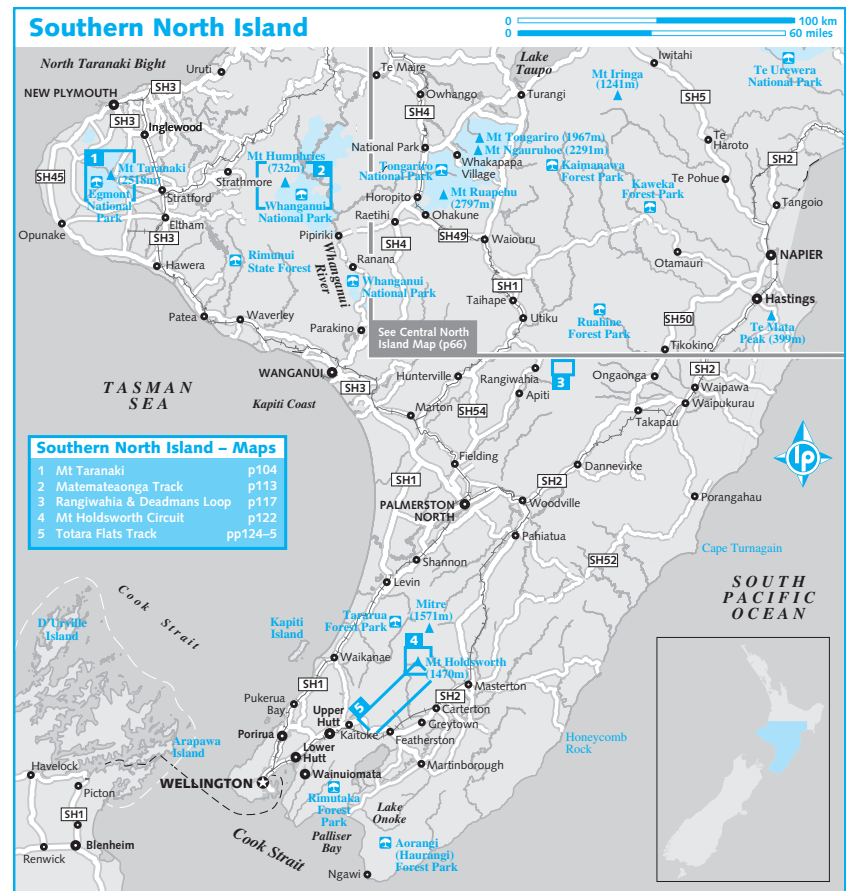 Southern North Island
0 100 km
0 60 miles
North Taranaki Bight
Uruti
Te Maire
Lake
Taupo
Iwitahi
Mt Iringa
(1241m)
Te Urewera
National Park
NEW PLYMOUTH
SH3
SH3
Inglewood
Owhango
Turangi
SH4
SH5
National Park
Mt Tongariro (1967m)
Mt Ngauruhoe (2291m)
Te
Haroto
SH2
1
Mt Taranaki
(2518m)
Mt Humphries
(732m)
2
Tongariro
National Park
Whakapapa
Village
Kaimanawa
Forest Park
SH45
Egmont
National
Park
Strathmore
Stratford
Whanganui
National Park
Mt Ruapehu
(2797m)
Kaweka
Forest Park
Te Pohue
Horopito
Raetihi
Ohakune
Tangoio
Opunake
Eltham
SH3
Pipiriki
SH4
SH49
Waiouru
Hawera
Rimunui
State Forest
Whanganui
River
Ranana
Whanganui
National Park
Otamauri
NAPIER
SH1
Taihape
Hastings
Patea
Waverley
Parakino
See Central North
Island Map (p66)
Utiku
Ruahine
Forest Park
SH50
Te Mata
Peak (399m)
Tikokino
WANGANUI
SH3
Hunterville
Rangiwahia
3
Ongaonga
SH2
Waipawa
TASMAN
SEA
Kapiti Coast
Apiti
Marton
SH54
Waipukurau
Takapau
Southern North Island – Maps
1 Mt Taranaki p104
2 Matemateaonga Track p113
3 Rangiwahia & Deadmans Loop p117
4 Mt Holdsworth Circuit p122
5 Totara Flats Track pp124–5
Fielding
Dannevirke
lp
SH1
SH2
PALMERSTON
NORTH
Woodville
Porangahau
Pahiatua
Cape Turnagain
Shannon
SH52
Levin
SOUTH
PACIFIC
OCEAN
Cook Strait
D'Urville
Island
Kapiti
Island
Tararua
Forest Park
Mitre
(1571m)
4
Waikanae
Mt Holdsworth
(1470m)
SH1
Masterton
Pukerua
Bay
5
SH2
Carterton
Upper
Hutt
Greytown
Arapawa
Island
Porirua
Kaitoke
Featherston
Honeycomb
Rock
Lower
Hutt
Havelock
Picton
WELLINGTON
Wainuiomata
Martinborough
SH1
Rimutaka
Forest
Park
Lake
Onoke
Cook Strait
Palliser
Bay
Blenheim
Renwick
Aorangi
(Haurangi)
Forest Park
Ngawi